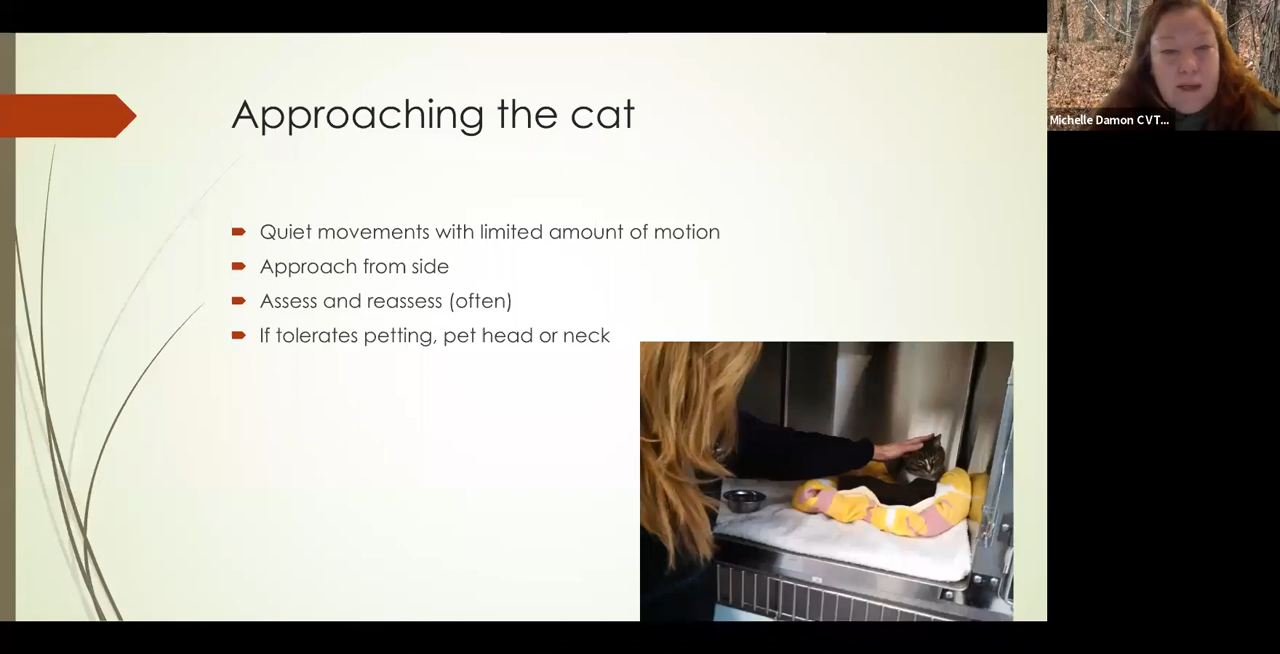 Approaching the cat
Quiet movements with limited amount of motion
Approach from side
Assess and reassess (often)
If tolerates petting, pet head or neck
Michelle Damon CVT...